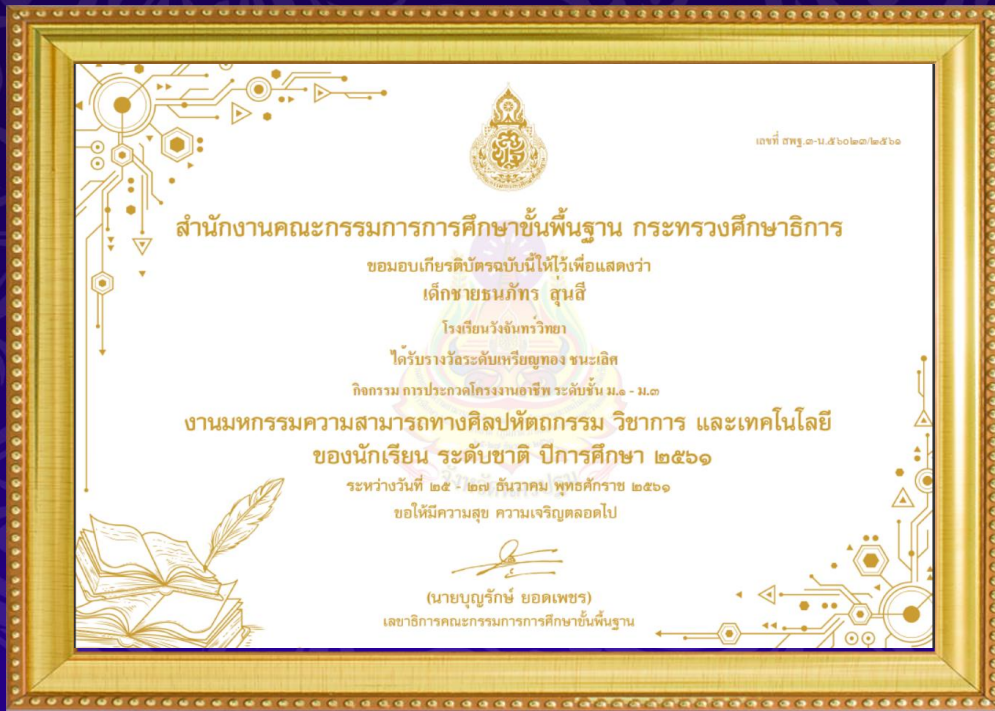 เลขที่ สพฐ.๓-น.๕๖๐๒๓/๒๕๖๑
สำนักงานคณะกรรมการการศึกษาขั้นพื้นฐาน กระทรวงศึกษาธิการ
ขอมอบเกียรติบัตรฉบับนี้ให้ไว้เพื่อแสดงว่า
เด็กชายธนภัทร สุ่นสี
โรงเรียนวังจันทร์วิทยา
ได้รับรางวัลระดับเหรียญทอง ชนะเลิศ
กิจกรรม การประกวดโครงงานอาชีพ ระดับชั้น ม.๑ - ม.๓
งานมหกรรมความสามารถทางศิลปหัตถกรรม วิชาการ และเทคโนโลยี
ของนักเรียน ระดับชาติ ปีการศึกษา ๒๕๖๑
ระหว่างวันที่ ๒๕ - ๒๗ ธันวาคม พุทธศักราช ๒๕๖๑
ขอให้มีความสุข ความเจริญตลอดไป
(นายบุญรักษ์ ยอดเพชร)
เลขาธิการคณะกรรมการการศึกษาขั้นพื้นฐาน